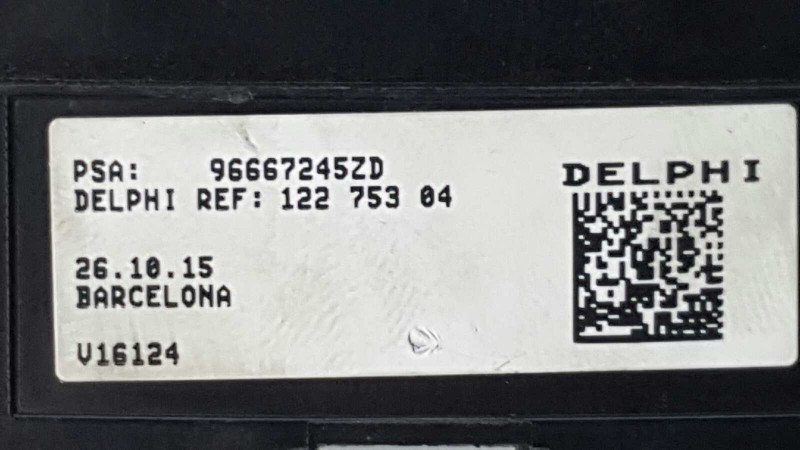 PSA: 96667245ZD
DELPHI REF: 122 753 04
DELPHI
26.10.15
BARCELONA
V16124